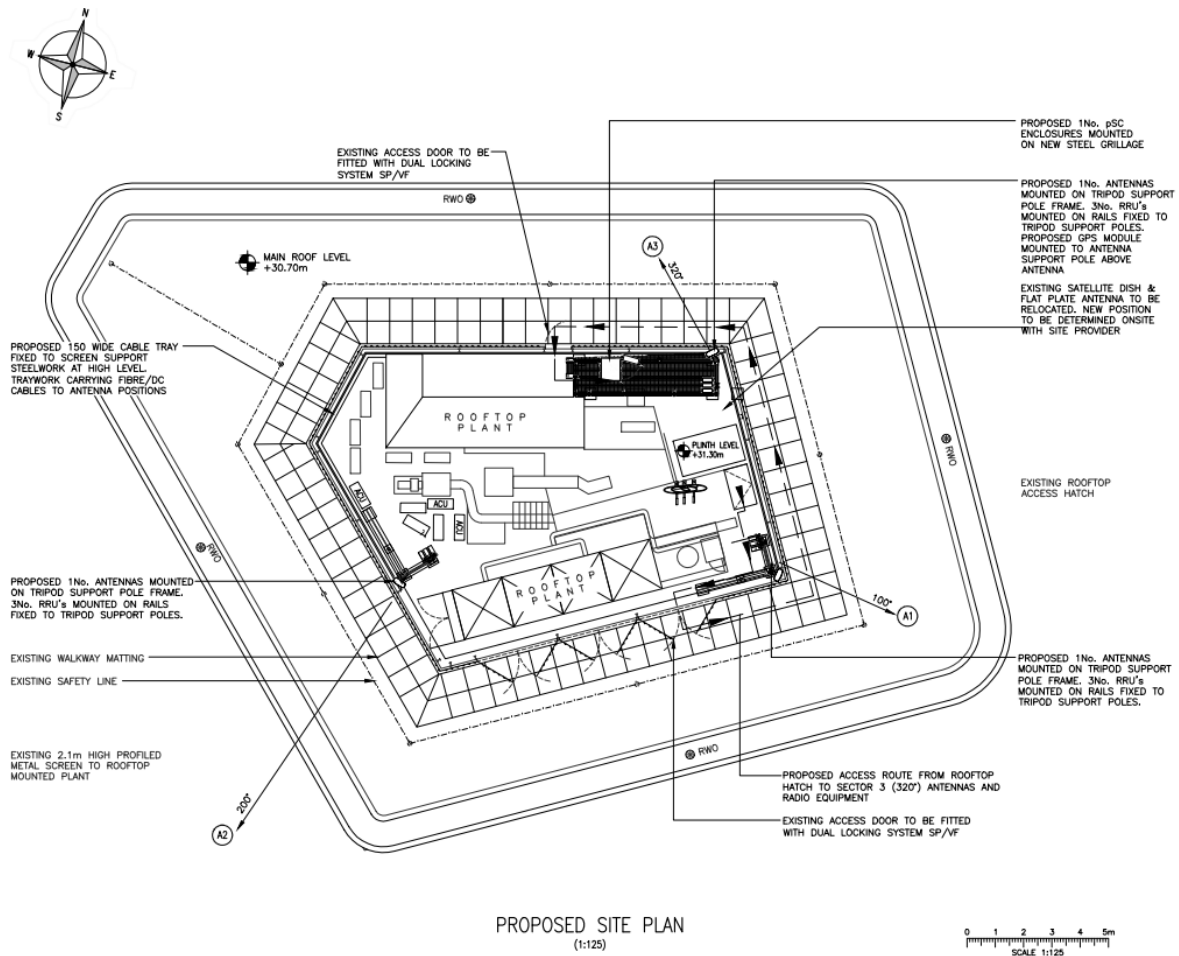 N
W
E
S
PROPOSED 1No. pSC
ENCLOSURES MOUNTED
ON NEW STEEL GRILLAGE
EXISTING ACCESS DOOR TO BE
FITTED WITH DUAL LOCKING
SYSTEM SP/VF
PROPOSED 1No. ANTENNAS
MOUNTED ON TRIPOD SUPPORT
POLE FRAME. 3No. RRU's
MOUNTED ON RAILS FIXED TO
TRIPOD SUPPORT POLES.
PROPOSED GPS MODULE
MOUNTED TO ANTENNA
SUPPORT POLE ABOVE
ANTENNA
RWO
A3
320°
MAIN ROOF LEVEL
+30.70m
EXISTING SATELLITE DISH &
FLAT PLATE ANTENNA TO BE
RELOCATED. NEW POSITION
TO BE DETERMINED ONSITE
WITH SITE PROVIDER
PROPOSED 150 WIDE CABLE TRAY
FIXED TO SCREEN SUPPORT
STEELWORK AT HIGH LEVEL.
TRAYWORK CARRYING FIBRE/DC
CABLES TO ANTENNA POSITIONS
ROOFTOP
PLANT
PLINTH LEVEL
+31.30m
RWO
EXISTING ROOFTOP
ACCESS HATCH
ACU
ACU
ACU
RWO
ROOFTOP
PLANT
PROPOSED 1No. ANTENNAS MOUNTED
ON TRIPOD SUPPORT POLE FRAME.
3No. RRU's MOUNTED ON RAILS
FIXED TO TRIPOD SUPPORT POLES.
100°
A1
EXISTING WALKWAY MATTING
EXISTING SAFETY LINE
PROPOSED 1No. ANTENNAS
MOUNTED ON TRIPOD SUPPORT
POLE FRAME. 3No. RRU's
MOUNTED ON RAILS FIXED TO
TRIPOD SUPPORT POLES.
EXISTING 2.1m HIGH PROFILED
METAL SCREEN TO ROOFTOP
MOUNTED PLANT
RWO
PROPOSED ACCESS ROUTE FROM ROOFTOP
HATCH TO SECTOR 3 (320°) ANTENNAS AND
RADIO EQUIPMENT
200°
A2
EXISTING ACCESS DOOR TO BE FITTED
WITH DUAL LOCKING SYSTEM SP/VF
PROPOSED SITE PLAN
(1:125)
0 1 2 3 4 5m
SCALE 1:125